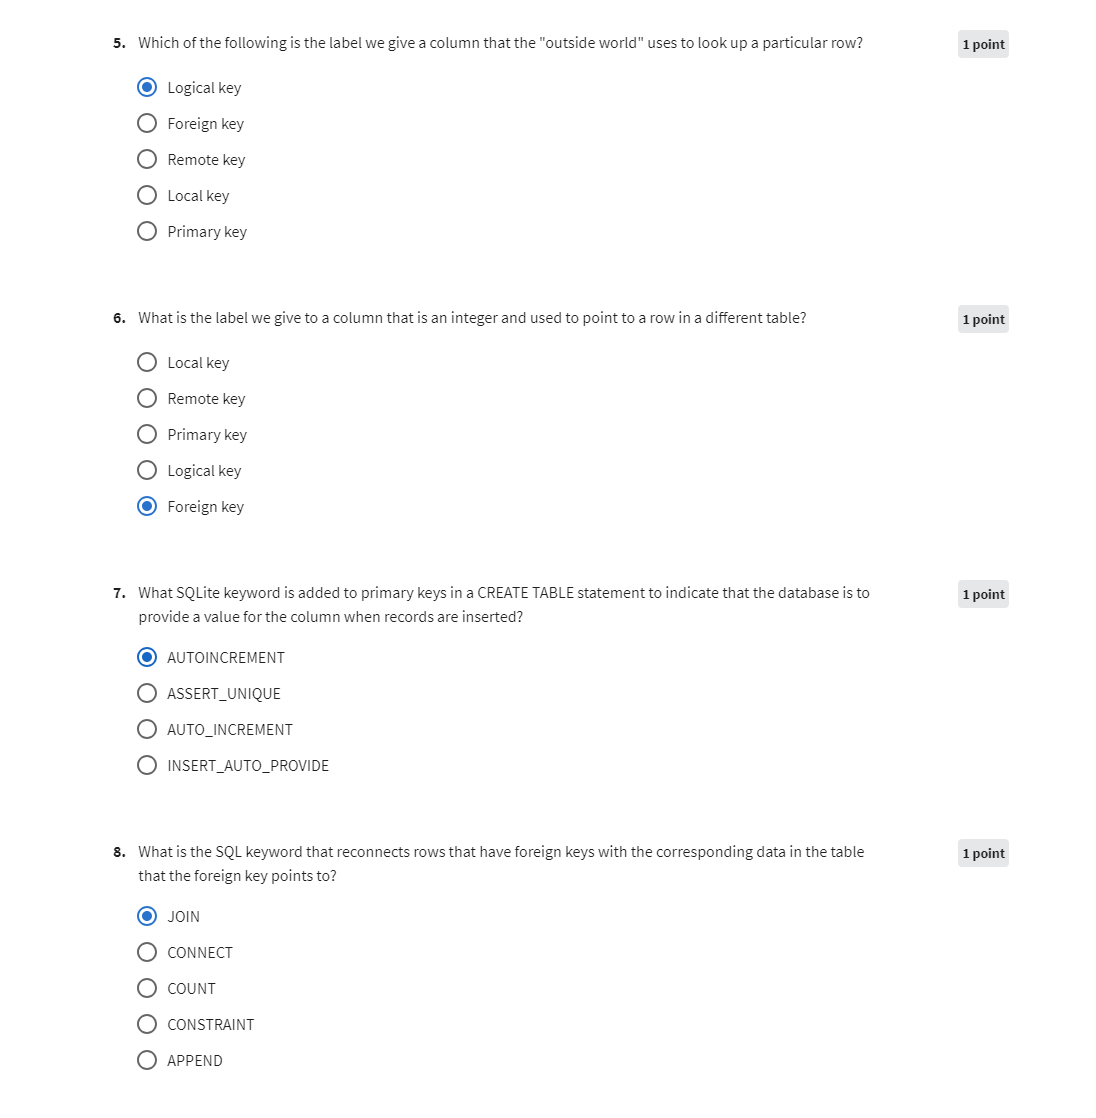 5. Which of the following is the label we give a column that the "outside world" uses to look up a particular row?
1 point
Logical key
Foreign key
Remote key
Local key
Primary key
6. What is the label we give to a column that is an integer and used to point to a row in a different table?
1 point
Local key
Remote key
Primary key
Logical key
Foreign key
7. What SQLite keyword is added to primary keys in a CREATE TABLE statement to indicate that the database is to
1 point
provide a value for the column when records are inserted?
AUTOINCREMENT
ASSERT_UNIQUE
AUTO_INCREMENT
INSERT_AUTO_PROVIDE
8. What is the SQL keyword that reconnects rows that have foreign keys with the corresponding data in the table
1 point
that the foreign key points to?
JOIN
CONNECT
COUNT
CONSTRAINT
APPEND